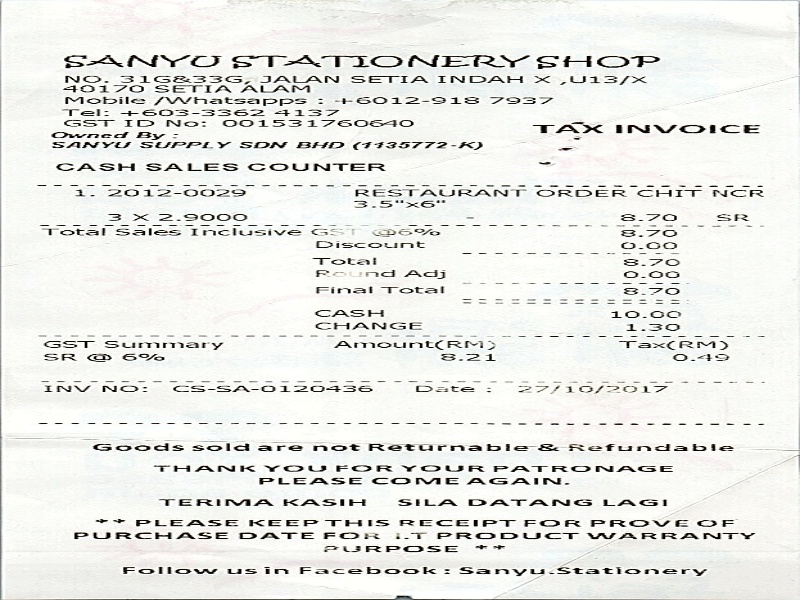 SANYU STATIONERY SHOP
NO. 31G&33G, JALAN SETIA INDAH X ,U13/X
40170 SETIA ALAM
Mobile /Whatsapps : +6012-918 7937
Tel: +603-3362 4137
GST ID No: 001531760640
TAX INVOICE
Owned By :
SANYU SUPPLY SDN BHD (1135772-K)
CASH SALES COUNTER
1. 2012-0029 RESTAURANT ORDER CHIT NCR
3.5"x6"
3 X 2.9000 - 8.70 SR
Total Sales Inclusive GST @6% 8.70
Discount 0.00
Total 8.70
Round Adj 0.00
Final Total 8.70
CASH 10.00
CHANGE 1.30
GST Summary Amount(RM) Tax(RM)
SR @ 6% 8.21 0.49
INV NO: CS-SA-0120436 Date : 27/10/2017
Goods sold are not Returnable & Refundable
THANK YOU FOR YOUR PATRONAGE
PLEASE COME AGAIN.
TERIMA KASIH SILA DATANG LAGI
** PLEASE KEEP THIS RECEIPT FOR PROVE OF
PURCHASE DATE FOR I.T PRODUCT WARRANTY
PURPOSE **
Follow us in Facebook : Sanyu.Stationery